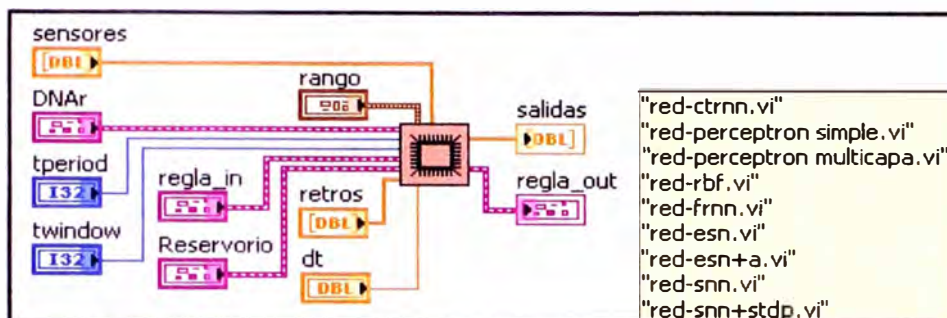 sensores
[DBL]
DNAr
tperiod
I32
twindow
I32
regla_in
Reservorio
rango
retros
[DBL]
dt
DBL
salidas
[DBL]
regla_out
"red-ctrnn.vi"
"red-perceptron simple.vi"
"red-perceptron multicapa.vi"
"red-rbf.vi"
"red-frnn.vi"
"red-esn.vi"
"red-esn+a.vi"
"red-snn.vi"
"red-snn+stdp.vi"